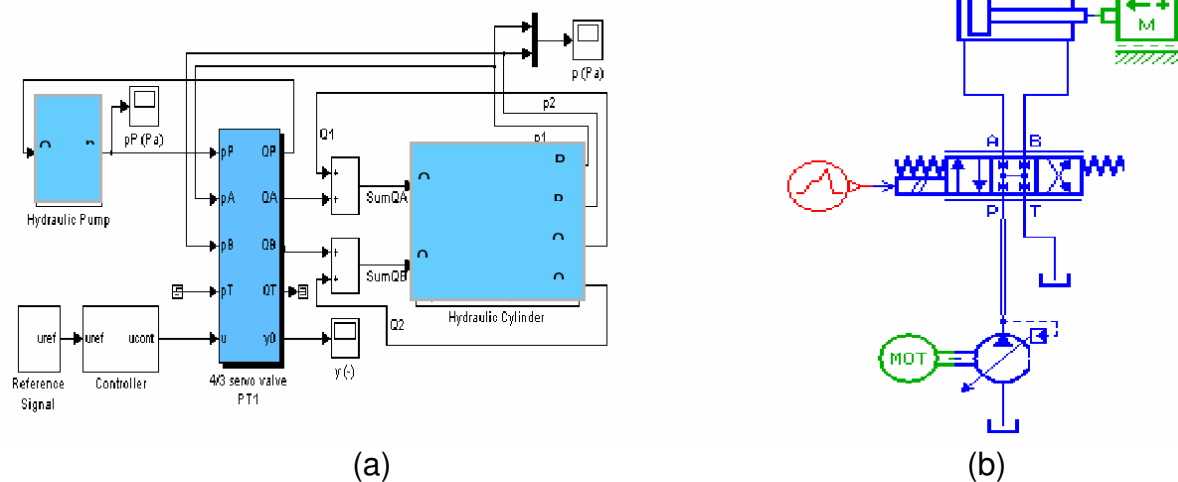 p (Pa)
p2
Q1
p1
pP (Pa)
pP QP
pA QA
pB QB
pT QT
u y0
Hydraulic Pump
SumQA
SumQB
Hydraulic Cylinder
Q2
uref
uref ucont
Reference
Signal
Controller
4/3 servo valve
PT1
y (-)
(a)
M
A B
P T
MOT
(b)